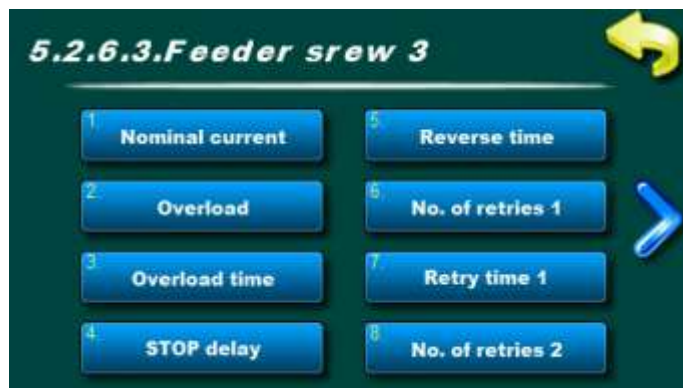 5.2.6.3.Feeder srew 3
1. Nominal current
2. Overload
3. Overload time
4. STOP delay
5. Reverse time
6. No. of retries 1
7. Retry time 1
8. No. of retries 2